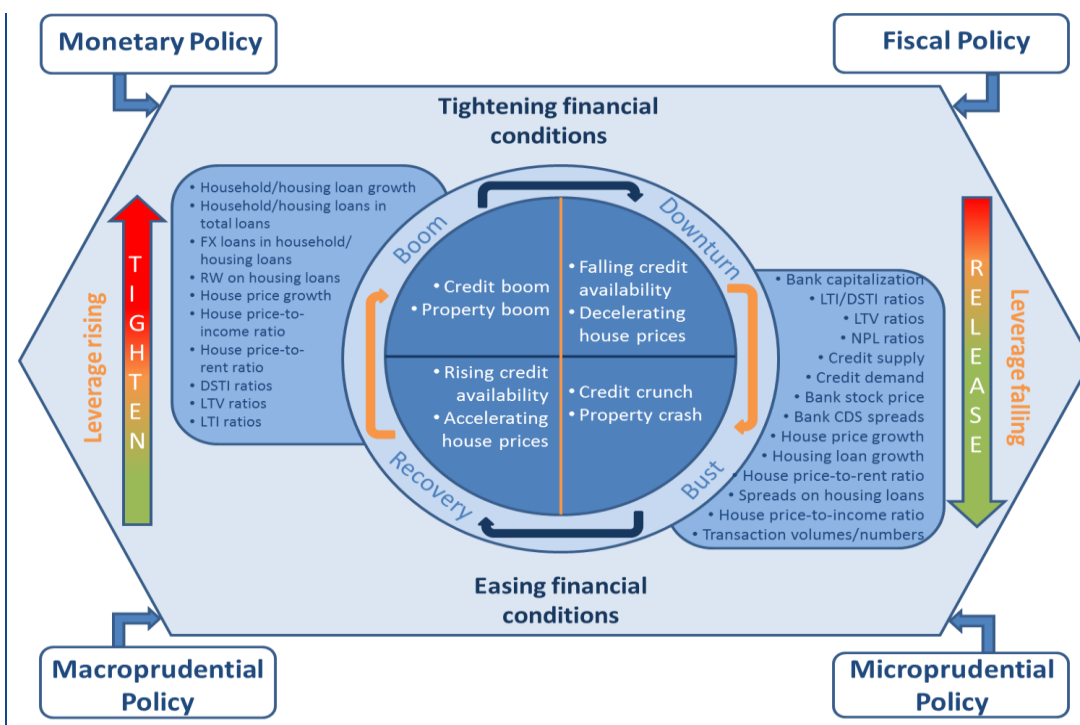 Monetary Policy
Fiscal Policy
Tightening financial
conditions
• Household/housing loan growth
• Household/housing loans in
total loans
• FX loans in household/
housing loans
• RW on housing loans
• House price growth
• House price-to-
income ratio
• House price-to-
rent ratio
• DSTI ratios
• LTV ratios
• LTI ratios
Leverage rising
TIGHTEN
Boom
Downturn
• Credit boom
• Property boom
• Falling credit
availability
• Decelerating
house prices
• Rising credit
availability
• Accelerating
house prices
• Credit crunch
• Property crash
Recovery
Bust
• Bank capitalization
• LTI/DSTI ratios
• LTV ratios
• NPL ratios
• Credit supply
• Credit demand
• Bank stock price
• Bank CDS spreads
• House price growth
• Housing loan growth
• House price-to-rent ratio
• Spreads on housing loans
• House price-to-income ratio
• Transaction volumes/numbers
RELEASE
Leverage falling
Easing financial
conditions
Macroprudential
Policy
Microprudential
Policy